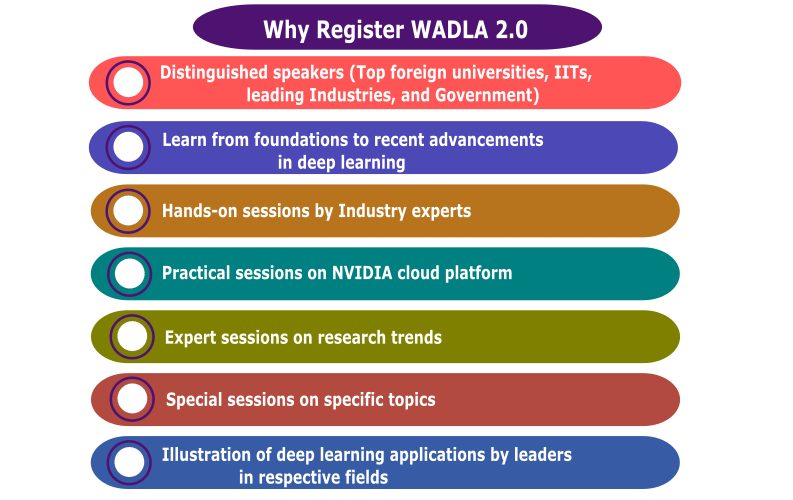 Why Register WADLA 2.0
Distinguished speakers (Top foreign universities, IITs,
leading Industries, and Government)
Learn from foundations to recent advancements
in deep learning
Hands-on sessions by Industry experts
Practical sessions on NVIDIA cloud platform
Expert sessions on research trends
Special sessions on specific topics
Illustration of deep learning applications by leaders
in respective fields